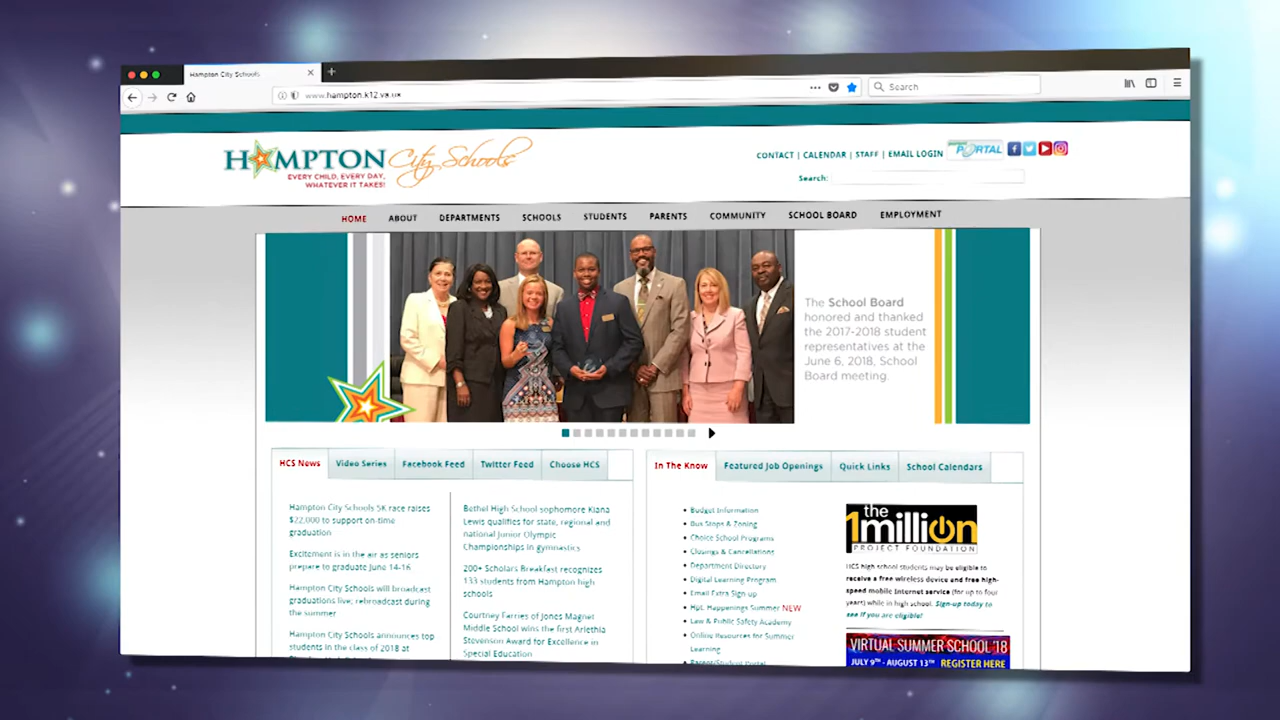 Hampton City Schools
www.hampton.k12.va.us
Search
HAMPTON City Schools
EVERY CHILD, EVERY DAY,
WHATEVER IT TAKES!
CONTACT | CALENDAR | STAFF | EMAIL LOGIN
PORTAL
Search:
HOME ABOUT DEPARTMENTS SCHOOLS STUDENTS PARENTS COMMUNITY SCHOOL BOARD EMPLOYMENT
The School Board
honored and thanked
the 2017-2018 student
representatives at the
June 6, 2018, School
Board meeting.
HCS News Video Series Facebook Feed Twitter Feed Choose HCS
Hampton City Schools 5K race raises
$22,000 to support on-time
graduation
Excitement is in the air as seniors
prepare to graduate June 14-16
Hampton City Schools will broadcast
graduations live; rebroadcast during
the summer
Hampton City Schools announces top
students in the class of 2018 at
Bethel High School sophomore Kiana
Lewis qualifies for state, regional and
national Junior Olympic
Championships in gymnastics
200+ Scholars Breakfast recognizes
133 students from Hampton high
schools
Courtney Farries of Jones Magnet
Middle School wins the first Arlethia
Stevenson Award for Excellence in
Special Education
In The Know Featured Job Openings Quick Links School Calendars
Budget Information
Bus Stops & Zoning
Choice School Programs
Closings & Cancellations
Department Directory
Digital Learning Program
Email Extra Sign up
Hpt. Happenings Summer NEW
Law & Public Safety Academy
Online Resources for Summer
Learning
Parent/Student Portal
the
1million
PROJECT FOUNDATION
HCS high school students may be eligible to
receive a free wireless device and free high-
speed mobile Internet service (for up to four
years) while in high school. Sign-up today to
see if you are eligible!
VIRTUAL SUMMER SCHOOL '18
JULY 9TH - AUGUST 13TH REGISTER HERE